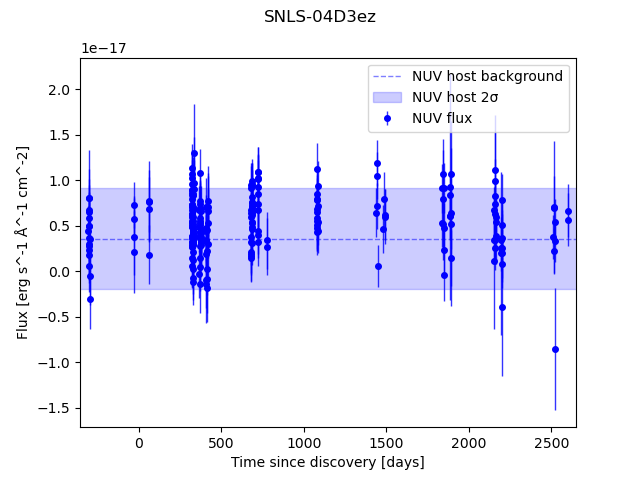 SNLS-04D3ez
1e−17
NUV host background
NUV host 2σ
NUV flux
2.0
1.5
1.0
0.5
0.0
−0.5
−1.0
−1.5
Flux [erg s^-1 Å^-1 cm^-2]
0
500
1000
1500
2000
2500
Time since discovery [days]